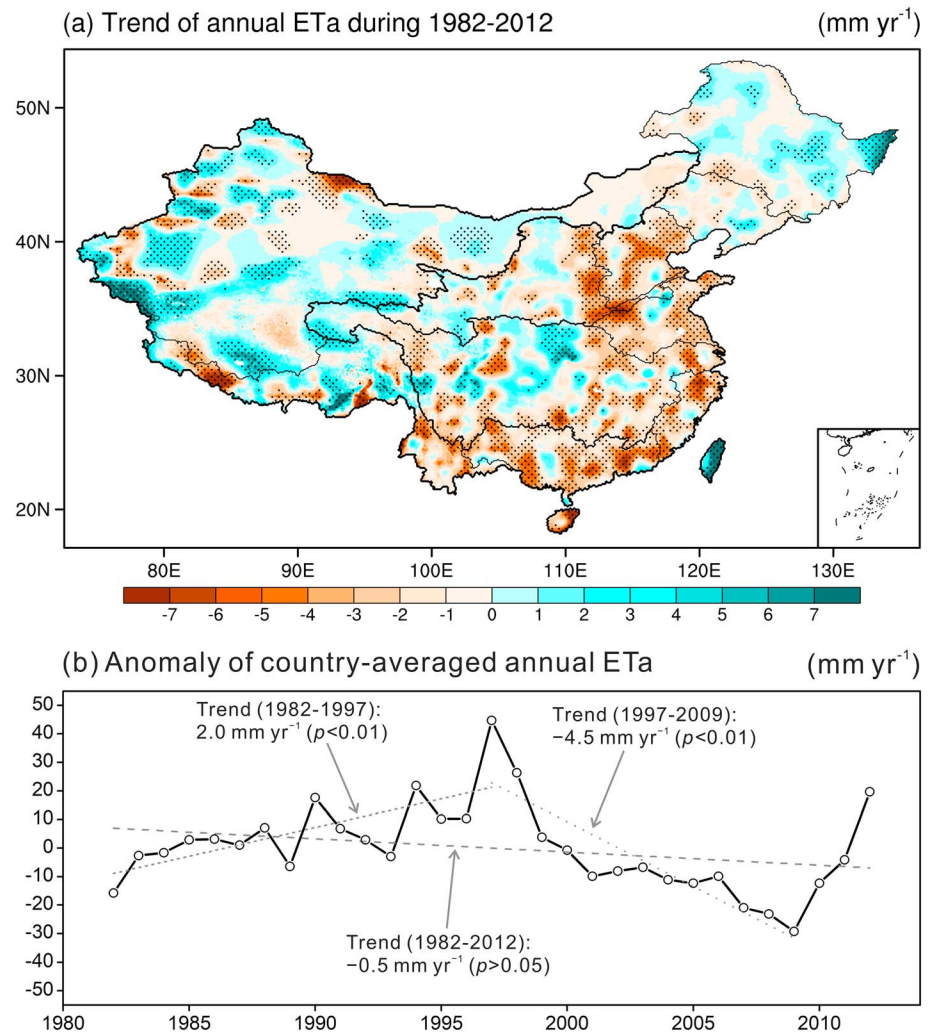 (a) Trend of annual ETa during 1982-2012 (mm yr⁻¹)
50N
40N
30N
20N
80E 90E 100E 110E 120E 130E
-7 -6 -5 -4 -3 -2 -1 0 1 2 3 4 5 6 7
(b) Anomaly of country-averaged annual ETa (mm yr⁻¹)
50
40
30
20
10
0
-10
-20
-30
-40
-50
Trend (1982-1997):
2.0 mm yr⁻¹ (p<0.01)
Trend (1997-2009):
−4.5 mm yr⁻¹ (p<0.01)
Trend (1982-2012):
−0.5 mm yr⁻¹ (p>0.05)
1980 1985 1990 1995 2000 2005 2010